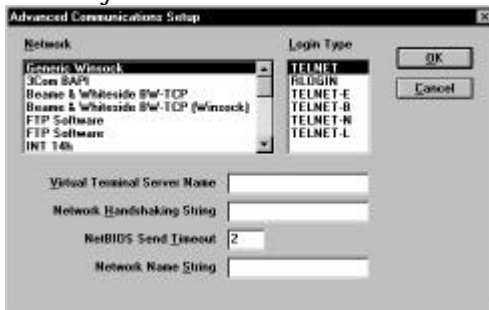 Advanced Communications Setup
Network
Login Type
Generic Winsock
3Com BAPI
Beame & Whiteside BW-TCP
Beame & Whiteside BW-TCP (Winsock)
FTP Software
FTP Software
INT 14h
TELNET
RLOGIN
TELNET-E
TELNET-B
TELNET-N
TELNET-L
OK
Cancel
Virtual Terminal Server Name
Network Handshaking String
NetBIOS Send Timeout 2
Network Name String